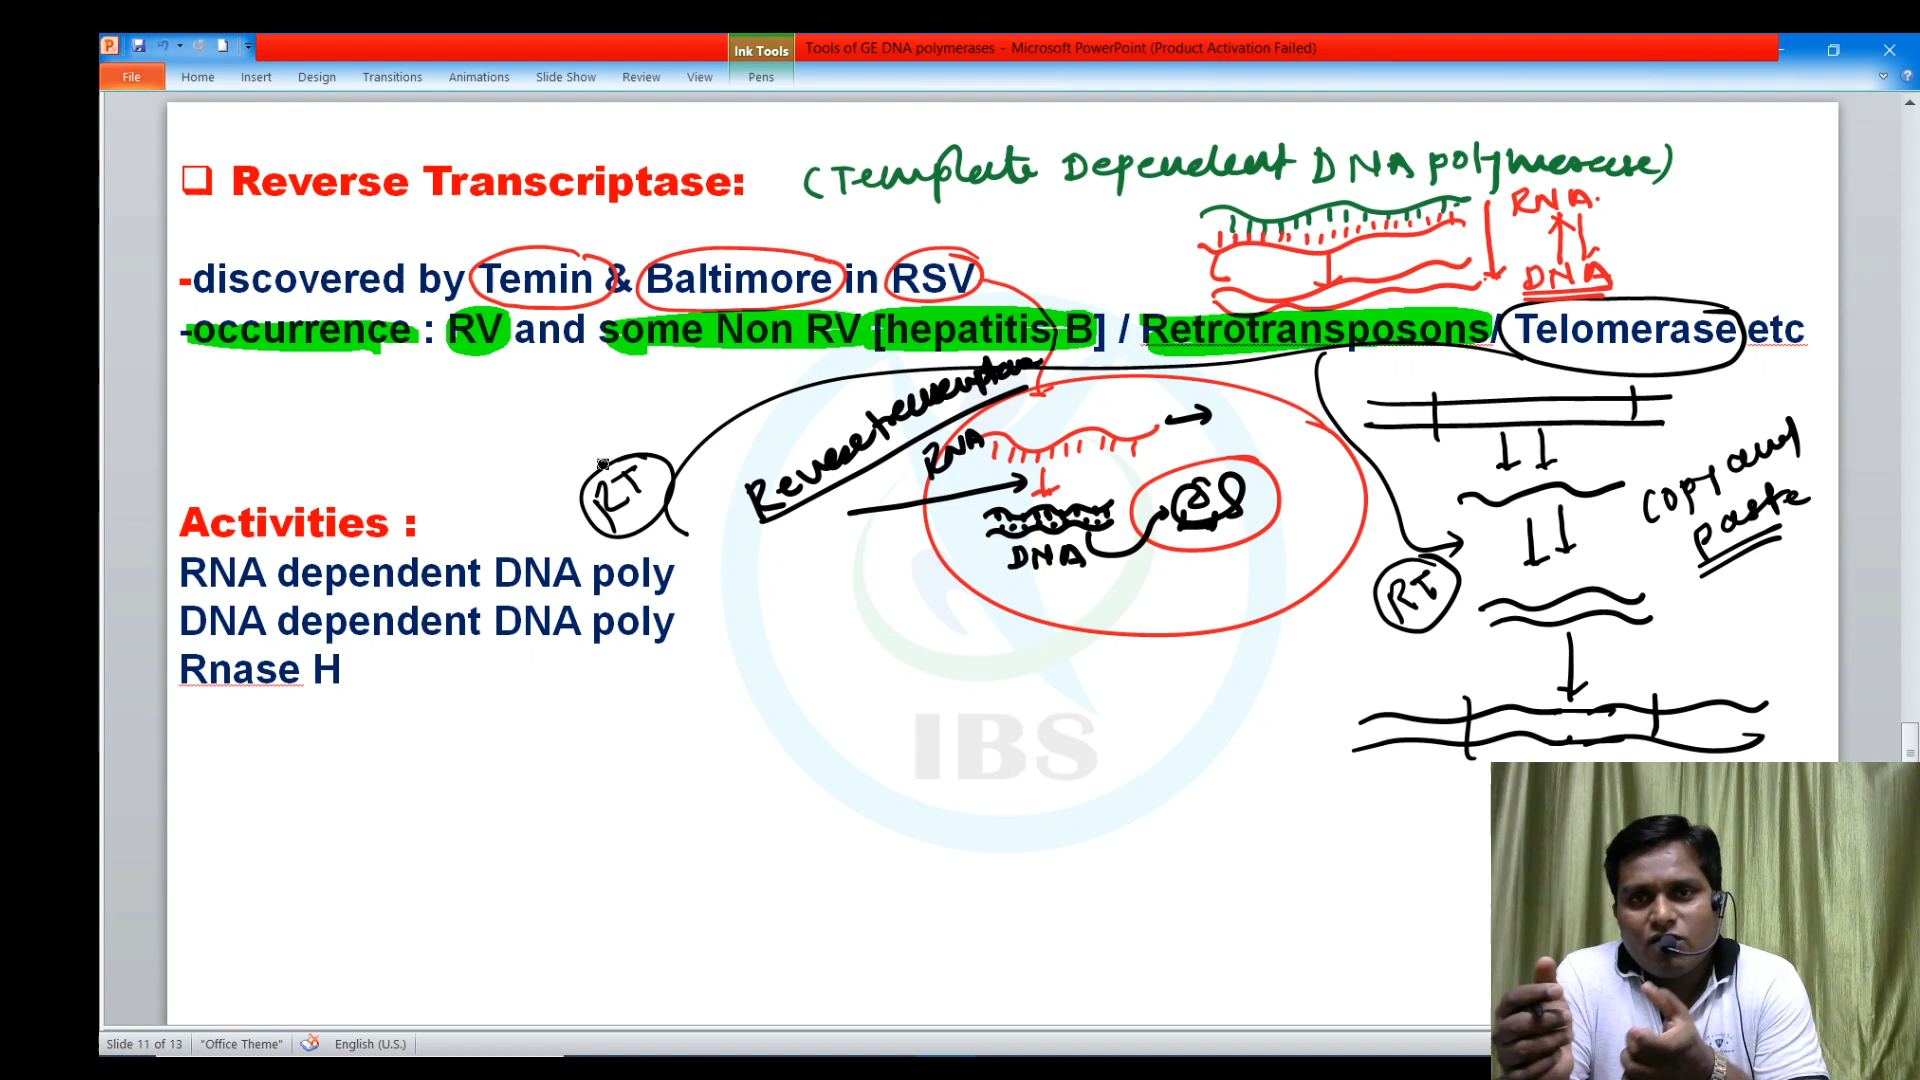 Ink Tools
Tools of GE DNA polymerases - Microsoft PowerPoint (Product Activation Failed)
File Home Insert Design Transitions Animations Slide Show Review View Pens
Reverse Transcriptase: (Template Dependent DNA polymerase)
RNA.
DNA
-discovered by Temin & Baltimore in RSV
-occurrence : RV and some Non RV [hepatitis B] / Retrotransposons/ Telomerase etc
Reverse transcription
RNA
RT
DNA
copy and
paste
RT
Activities :
RNA dependent DNA poly
DNA dependent DNA poly
Rnase H
IBS
Slide 11 of 13 "Office Theme" English (U.S.)